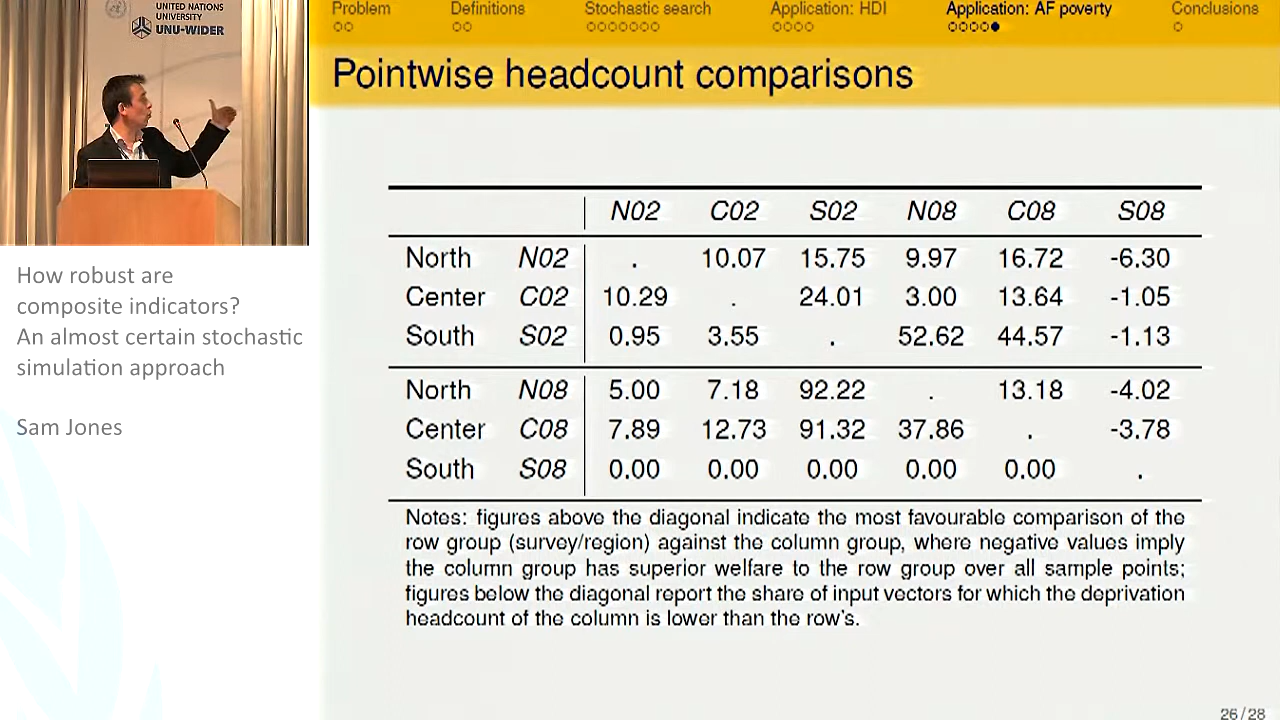 UNITED NATIONS
UNIVERSITY
UNU-WIDER
How robust are
composite indicators?
An almost certain stochastic
simulation approach
Sam Jones
Problem Definitions Stochastic search Application: HDI Application: AF poverty Conclusions
Pointwise headcount comparisons
N02 C02 S02 N08 C08 S08
North N02 . 10.07 15.75 9.97 16.72 -6.30
Center C02 10.29 . 24.01 3.00 13.64 -1.05
South S02 0.95 3.55 . 52.62 44.57 -1.13
North N08 5.00 7.18 92.22 . 13.18 -4.02
Center C08 7.89 12.73 91.32 37.86 . -3.78
South S08 0.00 0.00 0.00 0.00 0.00 .
Notes: figures above the diagonal indicate the most favourable comparison of the
row group (survey/region) against the column group, where negative values imply
the column group has superior welfare to the row group over all sample points;
figures below the diagonal report the share of input vectors for which the deprivation
headcount of the column is lower than the row's.
26/28